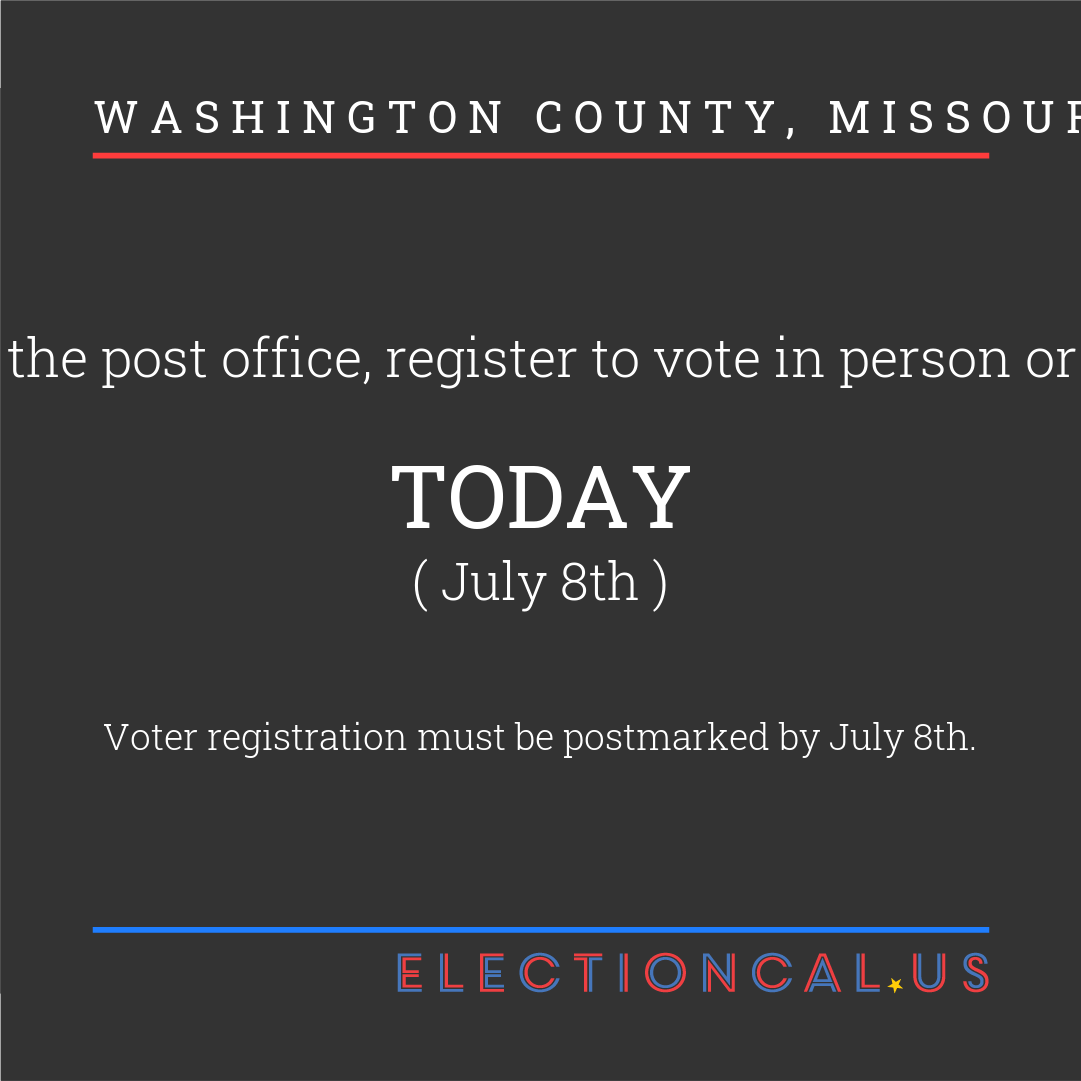 WASHINGTON COUNTY, MISSOUR
the post office, register to vote in person or
TODAY
( July 8th )
Voter registration must be postmarked by July 8th.
ELECTIONCAL.US